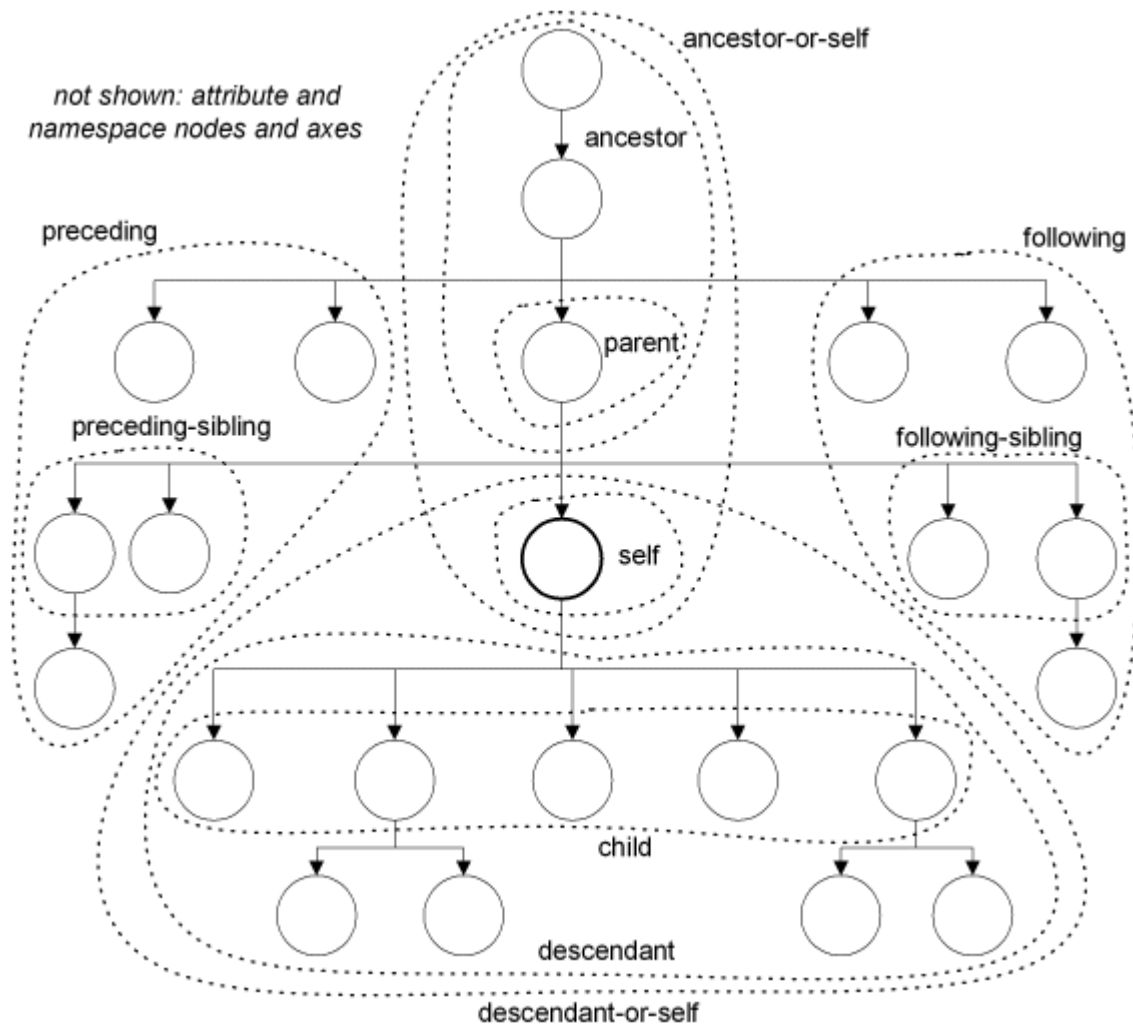 ancestor-or-self
not shown: attribute and
namespace nodes and axes
ancestor
preceding
following
parent
preceding-sibling
following-sibling
self
child
descendant
descendant-or-self